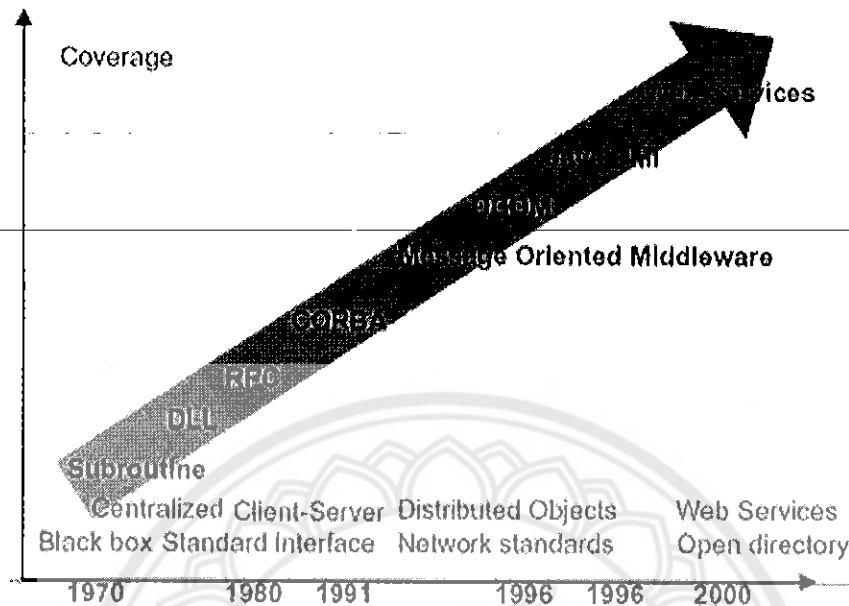 Coverage
Services
Message Oriented Middleware
CORBA
RPC
DLL
Subroutine
Centralized Client-Server Distributed Objects Web Services
Black box Standard Interface Network standards Open directory
1970 1980 1991 1996 1996 2000